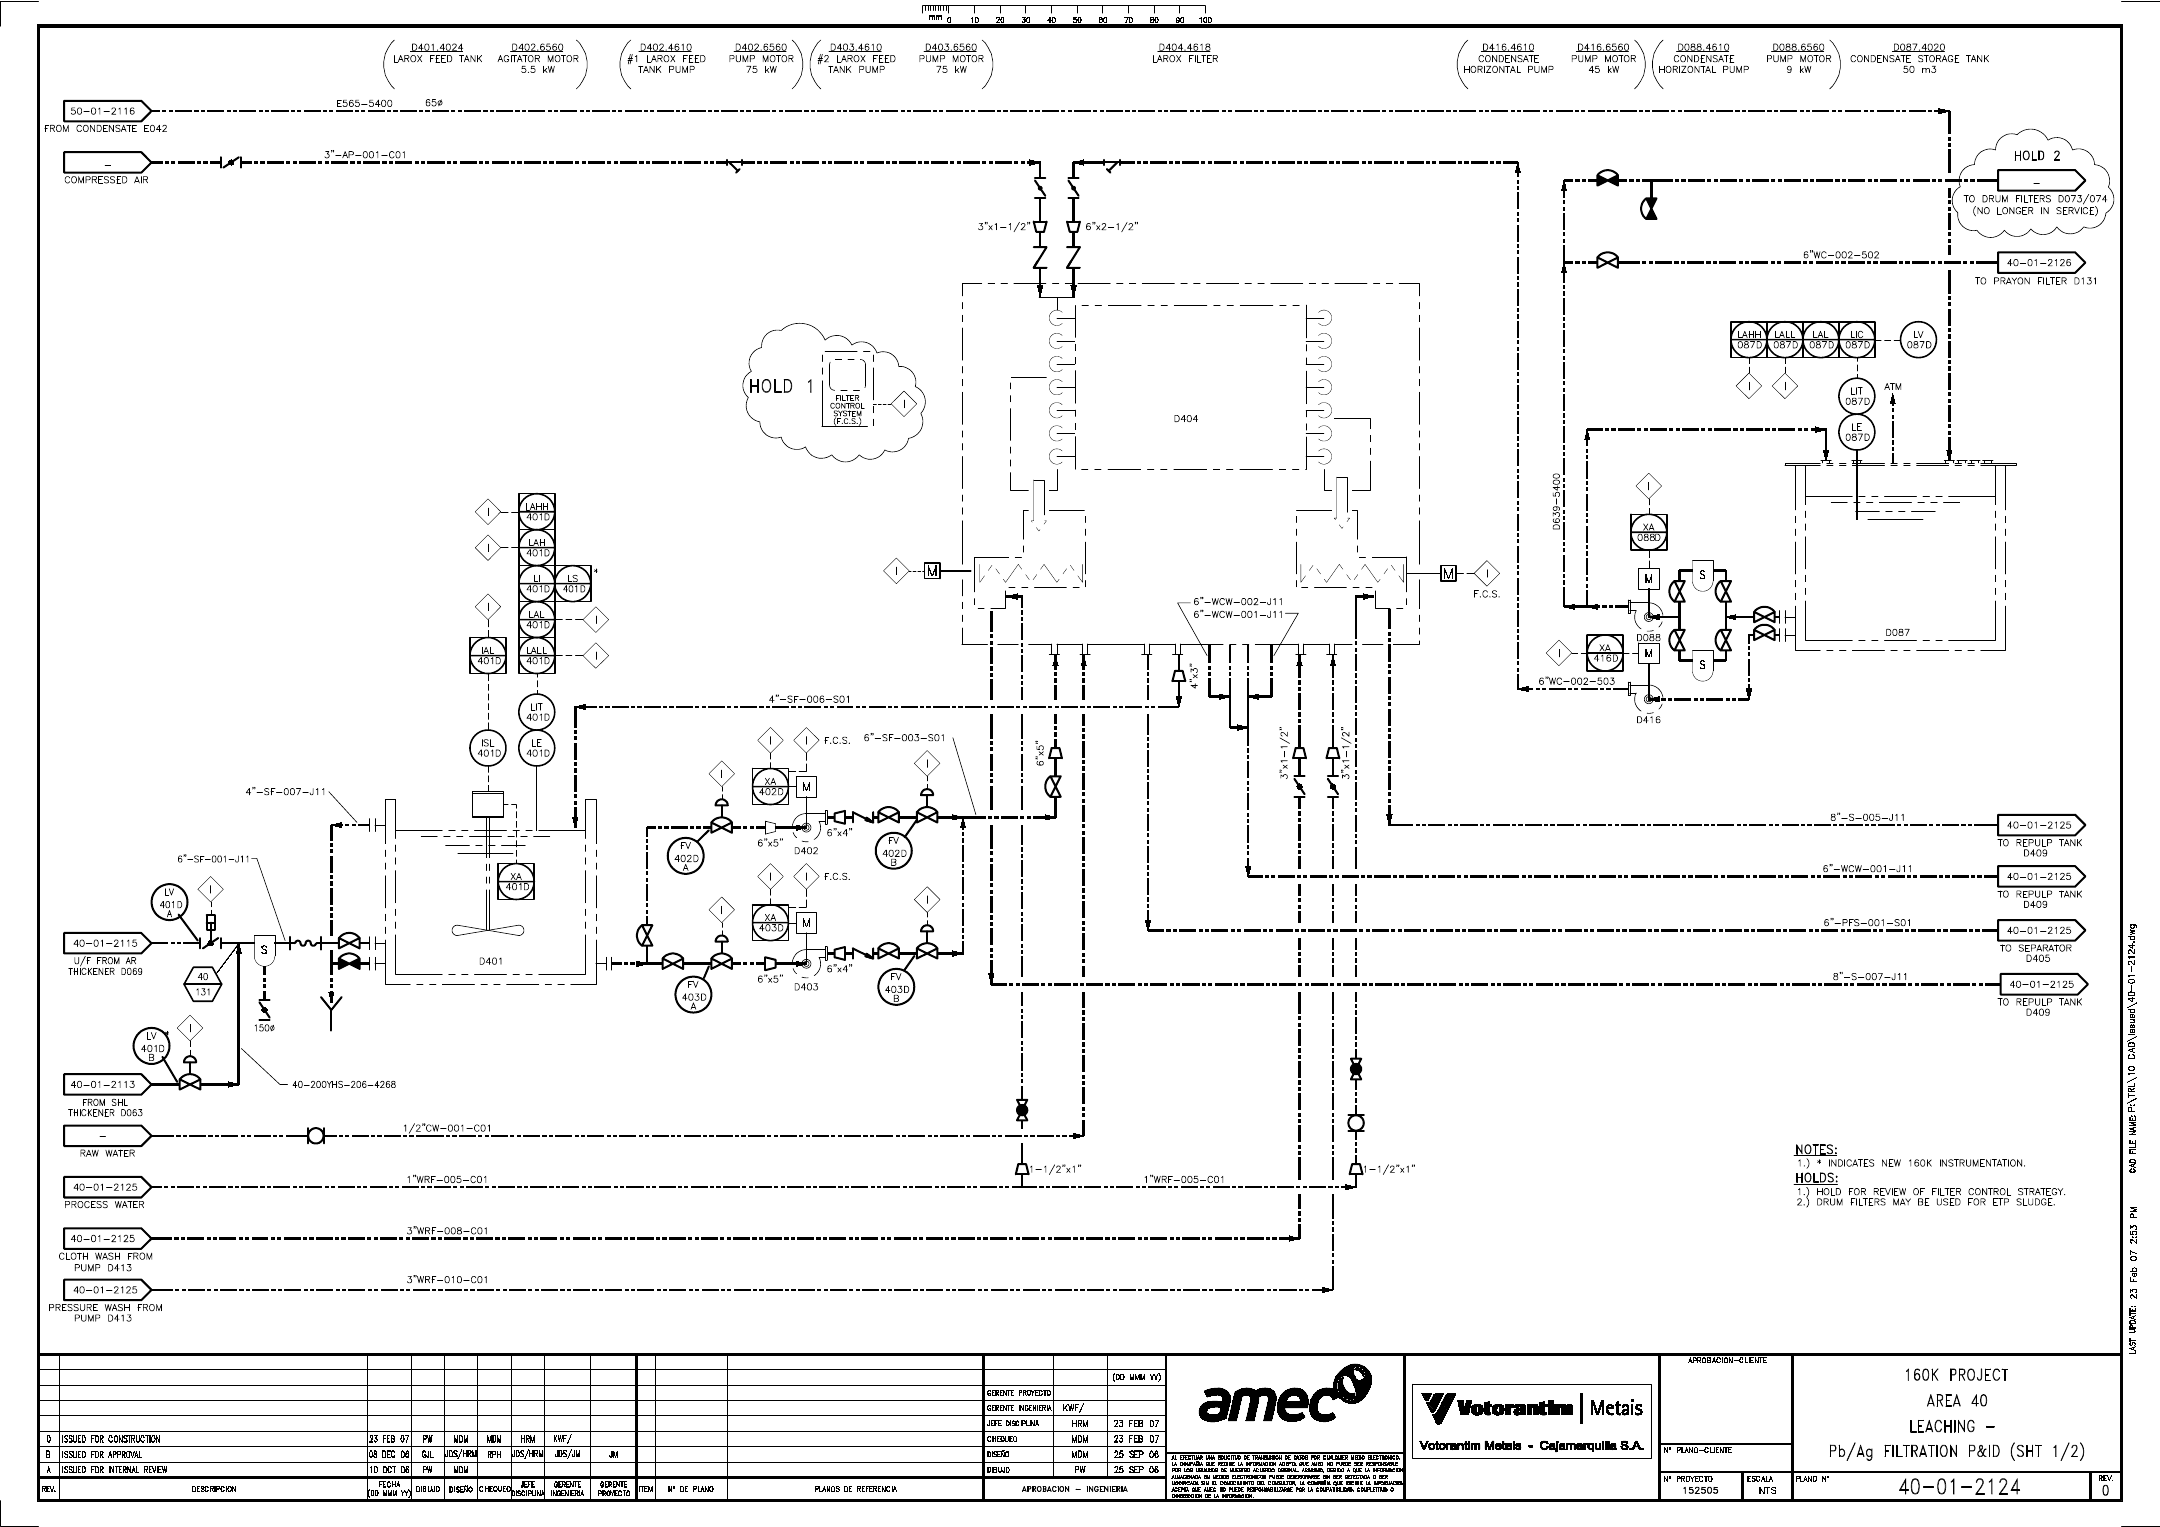 mm 0 10 20 30 40 50 60 70 80 90 100
D401.4024
LAROX FEED TANK
D402.6560
AGITATOR MOTOR
5.5 kW
D402.4610
#1 LAROX FEED
TANK PUMP
D402.6560
PUMP MOTOR
75 kW
D403.4610
#2 LAROX FEED
TANK PUMP
D403.6560
PUMP MOTOR
75 kW
D404.4618
LAROX FILTER
D416.4610
CONDENSATE
HORIZONTAL PUMP
D416.6560
PUMP MOTOR
45 kW
D088.4610
CONDENSATE
HORIZONTAL PUMP
D088.6560
PUMP MOTOR
9 kW
D087.4020
CONDENSATE STORAGE TANK
50 m3
50-01-2116
FROM CONDENSATE E042
E565-5400 65ø
-
COMPRESSED AIR
3"-AP-001-C01
3"x1-1/2"
6"x2-1/2"
HOLD 2
-
TO DRUM FILTERS D073/074
(NO LONGER IN SERVICE)
6"WC-002-502
40-01-2126
TO PRAYON FILTER D131
LAHH
087D
LALL
087D
LAL
087D
LIC
087D
LV
087D
I
I
LIT
087D
ATM
LE
087D
HOLD 1
FILTER
CONTROL
SYSTEM
(F.C.S.)
I
D404
D639-5400
I
XA
088D
M
S
D088
D087
I
XA
416D
M
S
6"WC-002-503
D416
I
M
M
I
F.C.S.
6"-WCW-002-J11
6"-WCW-001-J11
I
LAHH
401D
I
LAH
401D
LI
401D
LS
401D
*
I
LAL
401D
I
IAL
401D
LALL
401D
I
LIT
401D
ISL
401D
LE
401D
4"-SF-006-S01
4"x3"
I
I
F.C.S.
6"-SF-003-S01
6"x5"
3"x1-1/2"
3"x1-1/2"
I
XA
402D
M
I
4"-SF-007-J11
6"x5"
6"x4"
FV
402D
A
D402
FV
402D
B
6"-SF-001-J11
XA
401D
I
I
F.C.S.
LV
401D
A
I
I
XA
403D
M
I
40-01-2115
U/F FROM AR
THICKENER D069
S
D401
6"x5"
6"x4"
FV
403D
A
D403
FV
403D
B
40
131
150ø
LV
401D
B
I
40-01-2113
FROM SHL
THICKENER D063
40-200YHS-206-4268
8"-S-005-J11
40-01-2125
TO REPULP TANK
D409
6"-WCW-001-J11
40-01-2125
TO REPULP TANK
D409
6"-PFS-001-S01
40-01-2125
TO SEPARATOR
D405
8"-S-007-J11
40-01-2125
TO REPULP TANK
D409
-
RAW WATER
1/2"CW-001-C01
1-1/2"x1"
1-1/2"x1"
40-01-2125
PROCESS WATER
1"WRF-005-C01
1"WRF-005-C01
40-01-2125
CLOTH WASH FROM
PUMP D413
3"WRF-008-C01
40-01-2125
PRESSURE WASH FROM
PUMP D413
3"WRF-010-C01
NOTES:
1.) * INDICATES NEW 160K INSTRUMENTATION.
HOLDS:
1.) HOLD FOR REVIEW OF FILTER CONTROL STRATEGY.
2.) DRUM FILTERS MAY BE USED FOR ETP SLUDGE.
LAST UPDATE: 23 Feb 07 2:53 PM CAD FILE NAME: P:\TRL\10 CAD\Issued\40-01-2124.dwg
0 ISSUED FOR CONSTRUCTION 23 FEB 07 PW MDM MDM HRM KWF/
B ISSUED FOR APPROVAL 08 DEC 06 GJL JDS/HRM RPH JDS/HRM JDS/JM JM
A ISSUED FOR INTERNAL REVIEW 10 OCT 06 PW MDM
REV. DESCRIPCION FECHA (DD MMM YY) DIBUJO DISEÑO CHEQUEO JEFE DISCIPLINA GERENTE INGENIERIA GERENTE PROYECTO
ITEM Nº DE PLANO PLANOS DE REFERENCIA
(DD MMM YY)
GERENTE PROYECTO
GERENTE INGENIERIA KWF/
JEFE DISCIPLINA HRM 23 FEB 07
CHEQUEO MDM 23 FEB 07
DISEÑO MDM 25 SEP 06
DIBUJO PW 25 SEP 06
APROBACION - INGENIERIA
amec
Votorantim | Metais
Votorantim Metais - Cajamarquilla S.A.
APROBACION-CLIENTE
Nº PLANO-CLIENTE
Nº PROYECTO
152505
ESCALA
NTS
160K PROJECT
AREA 40
LEACHING -
Pb/Ag FILTRATION P&ID (SHT 1/2)
PLANO Nº
40-01-2124
REV.
0